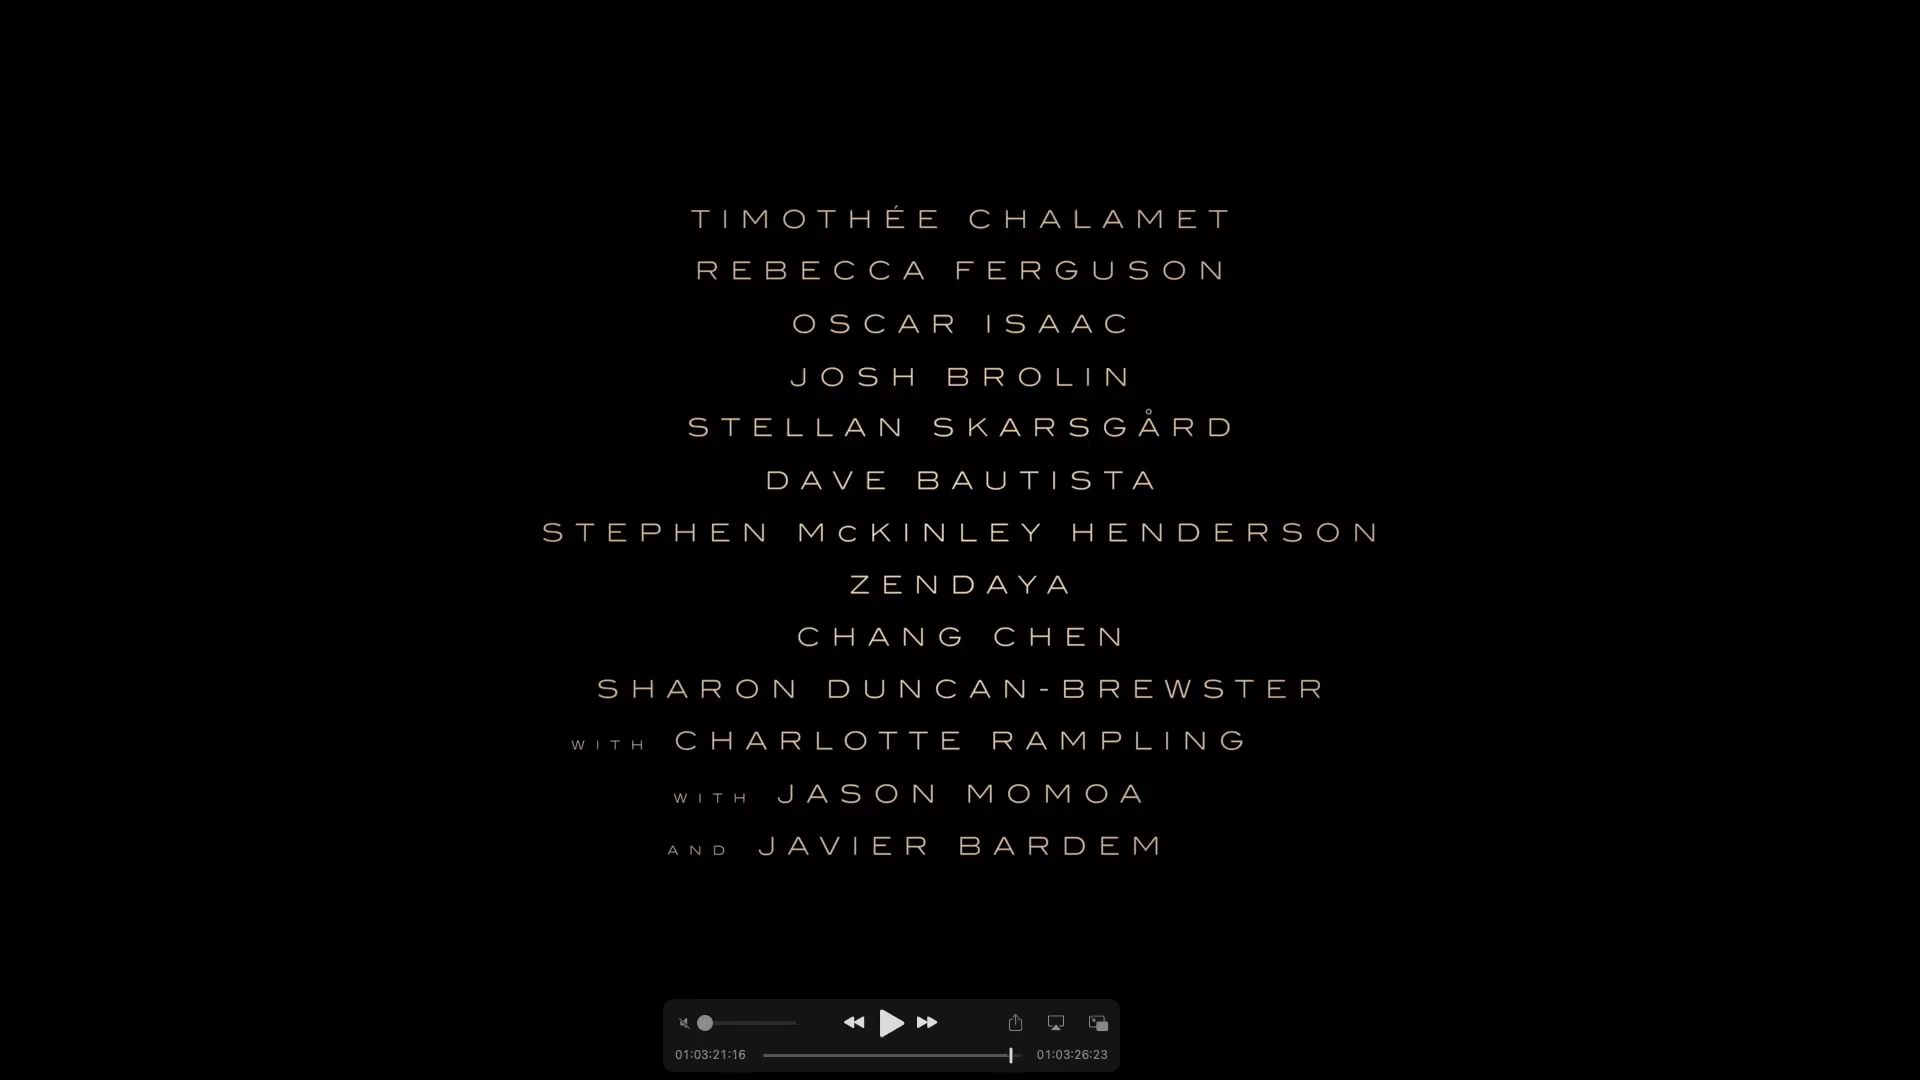 TIMOTHÉE CHALAMET
REBECCA FERGUSON
OSCAR ISAAC
JOSH BROLIN
STELLAN SKARSGÅRD
DAVE BAUTISTA
STEPHEN McKINLEY HENDERSON
ZENDAYA
CHANG CHEN
SHARON DUNCAN-BREWSTER
WITH CHARLOTTE RAMPLING
WITH JASON MOMOA
AND JAVIER BARDEM
01:03:21:16 01:03:26:23